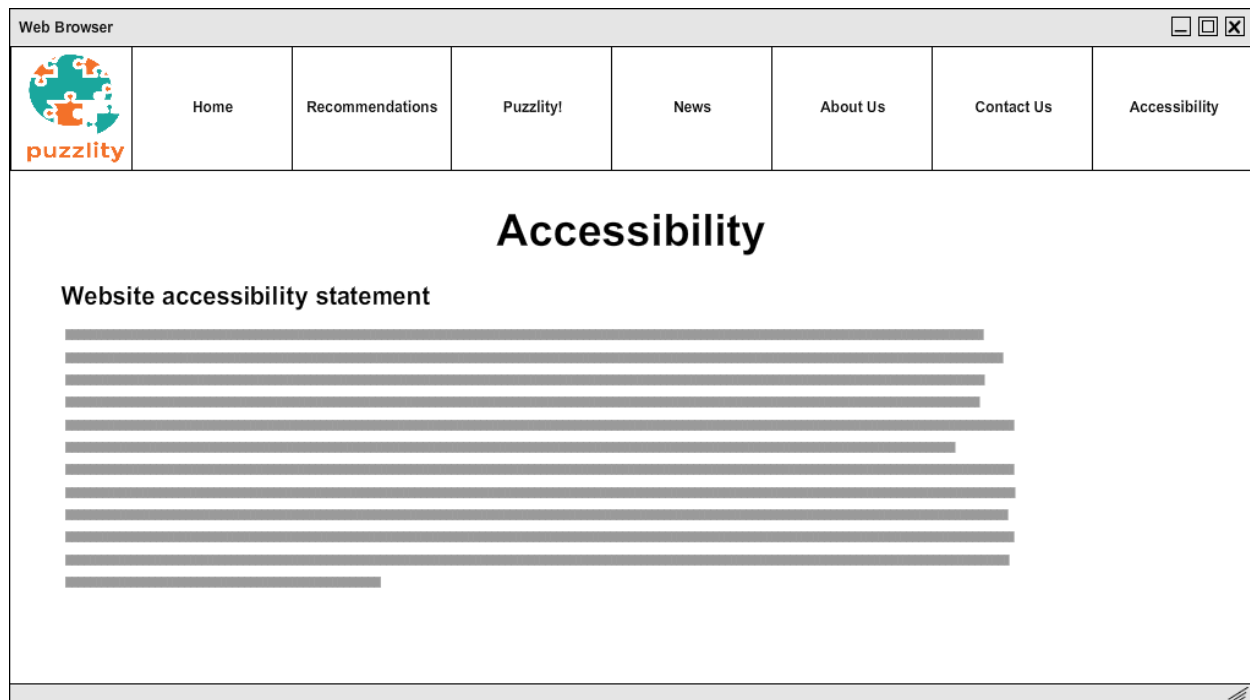 Web Browser
puzzlity
Home
Recommendations
Puzzlity!
News
About Us
Contact Us
Accessibility
Accessibility
Website accessibility statement